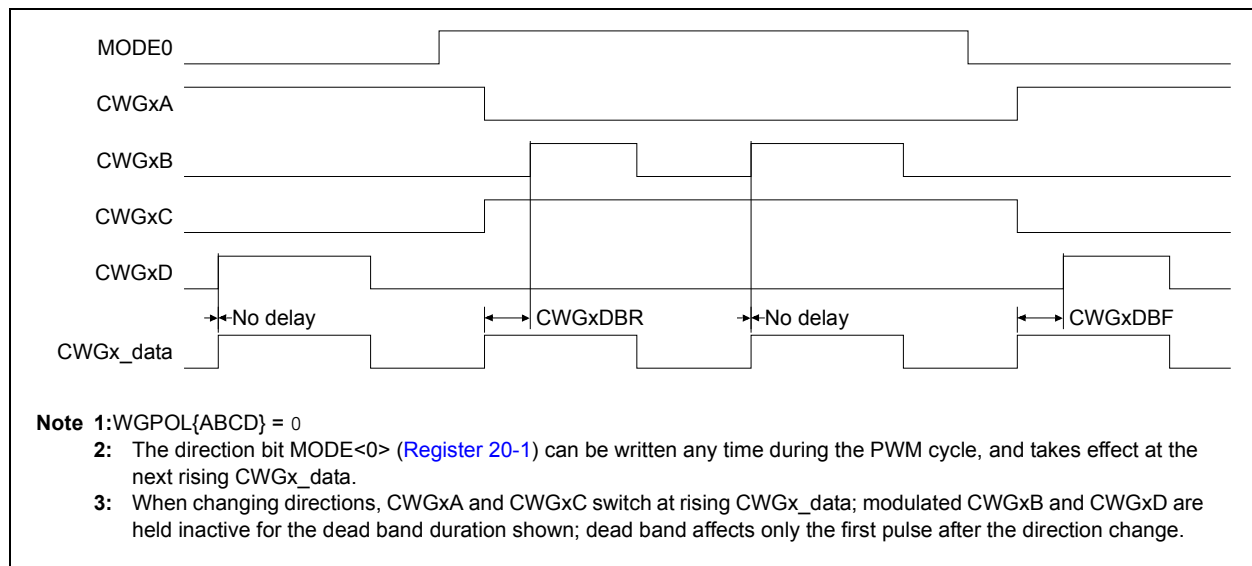 MODE0
CWGxA
CWGxB
CWGxC
CWGxD
No delay CWGxDBR No delay CWGxDBF
CWGx_data
Note 1:WGPOL{ABCD} = 0
2: The direction bit MODE<0> (Register 20-1) can be written any time during the PWM cycle, and takes effect at the
next rising CWGx_data.
3: When changing directions, CWGxA and CWGxC switch at rising CWGx_data; modulated CWGxB and CWGxD are
held inactive for the dead band duration shown; dead band affects only the first pulse after the direction change.